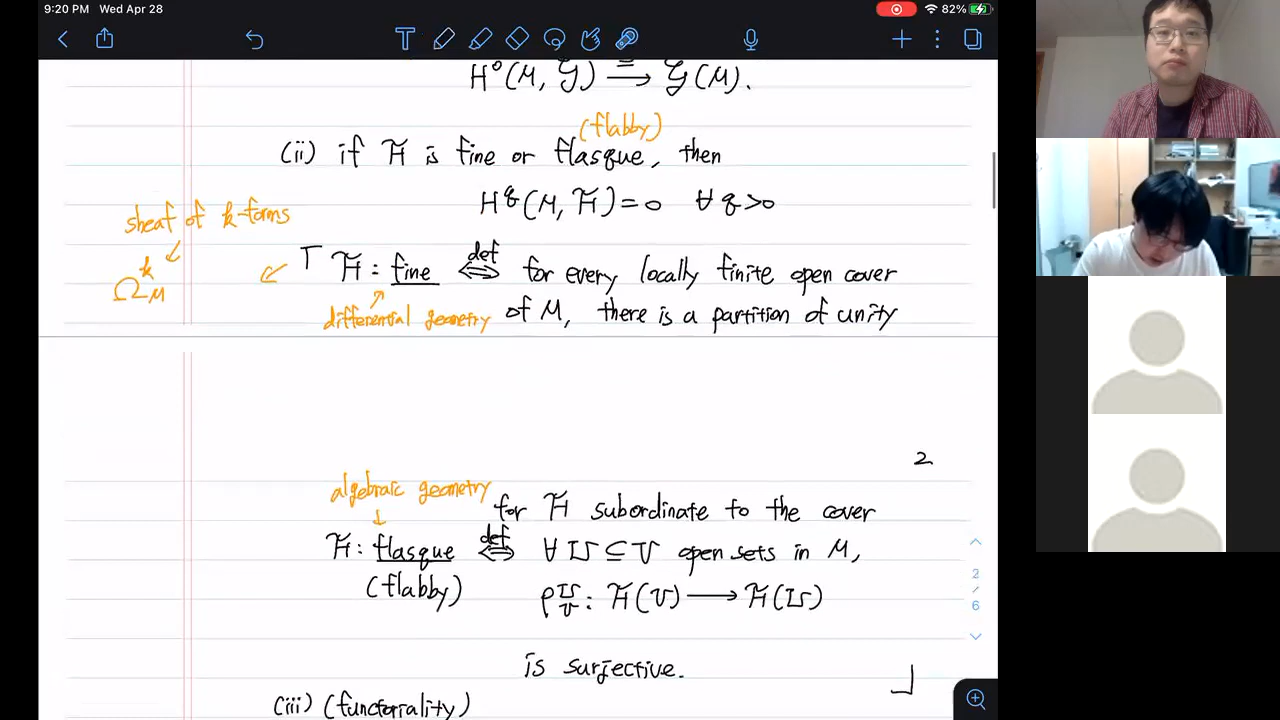 9:20 PM Wed Apr 28
82%
H⁰(M, 𝒢) ≅→ 𝒢(M).
(flabby)
(ii) if ℱ is fine or flasque, then
H^q(M, ℱ) = 0 ∀ q > 0
sheaf of k-forms
Ω^k_M
ℱ : fine ⟺def for every locally finite open cover
differential geometry
of M, there is a partition of unity
2
algebraic geometry
for ℱ subordinate to the cover
ℱ : flasque ⟺def ∀ U ⊆ V open sets in M,
(flabby)
ρ^U_V : ℱ(V) ⟶ ℱ(U)
is surjective.
(iii) (functoriality)
2
/
6